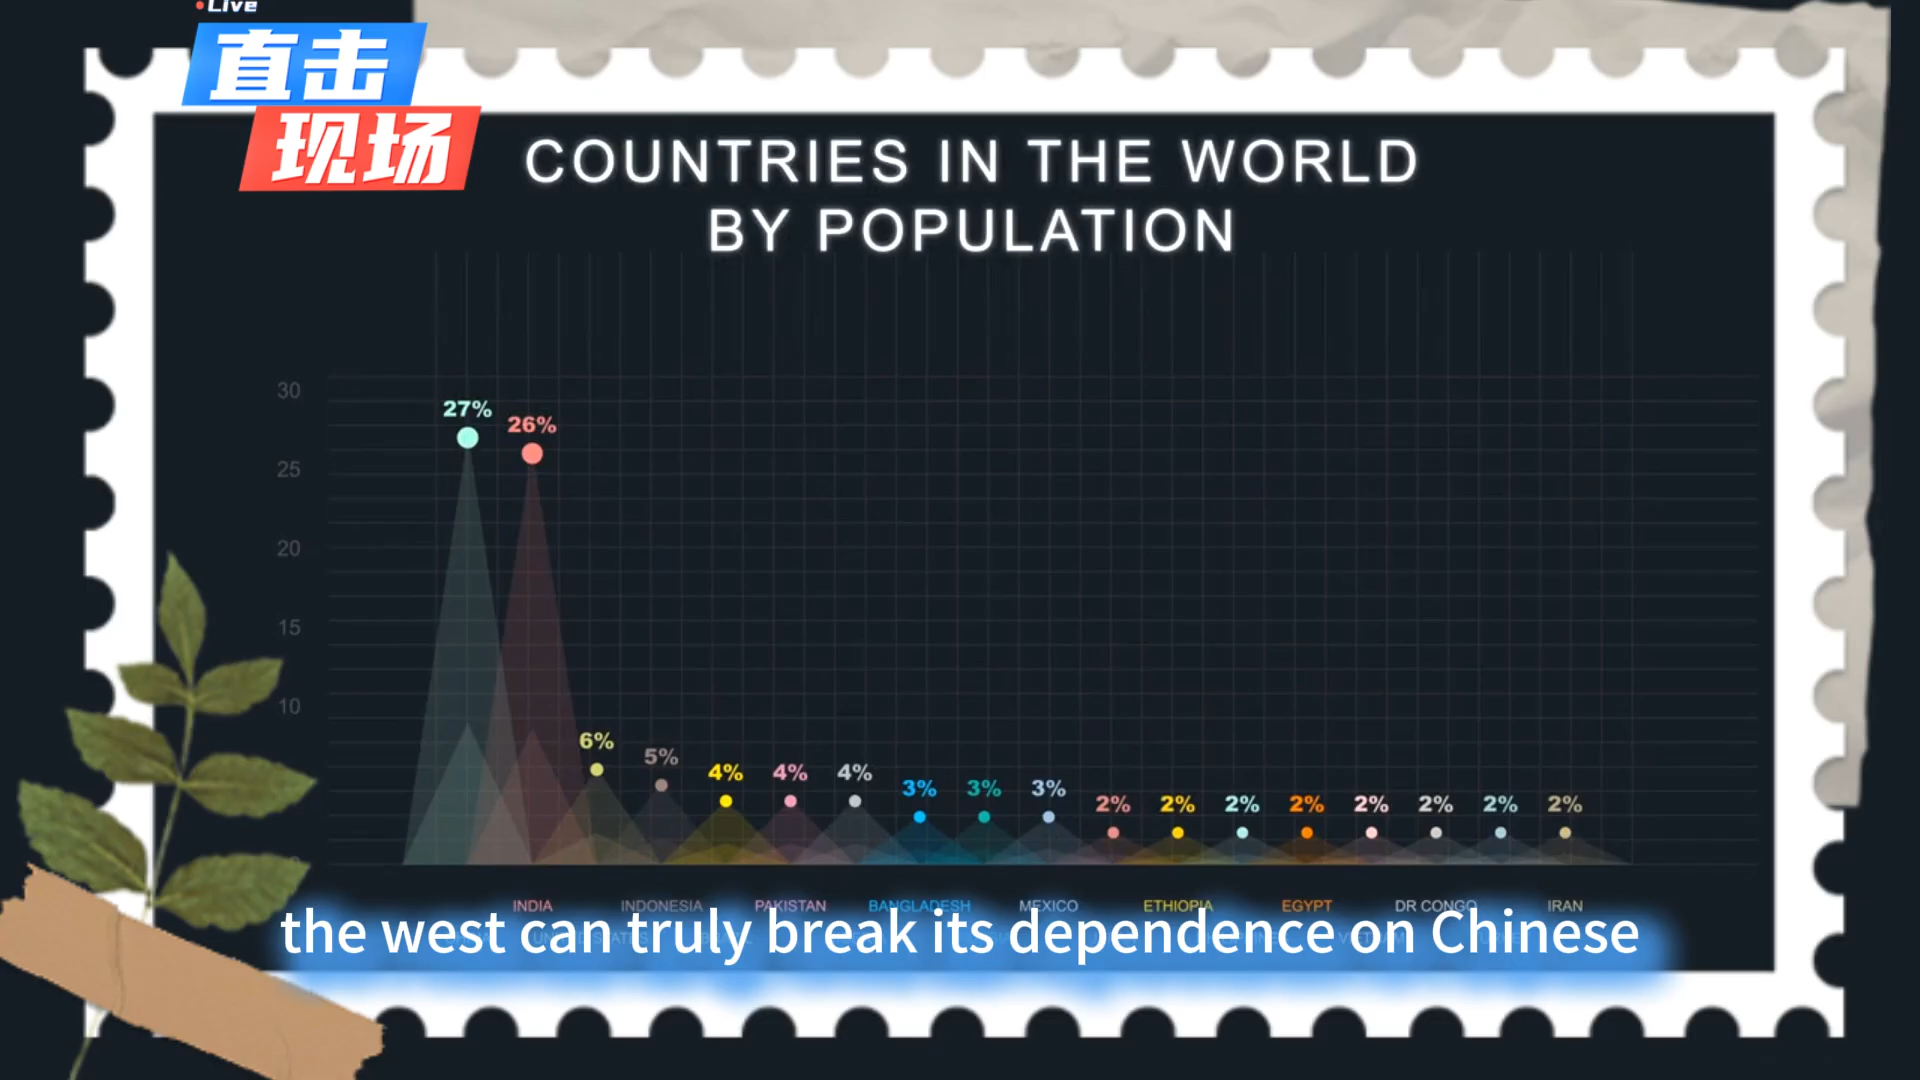 Live
直击
现场
COUNTRIES IN THE WORLD
BY POPULATION
30
27%
26%
25
20
15
10
6%
5%
4%
4%
4%
3%
3%
3%
2%
2%
2%
2%
2%
2%
2%
2%
INDIA
INDONESIA
PAKISTAN
BANGLADESH
MEXICO
ETHIOPIA
EGYPT
DR CONGO
IRAN
the west can truly break its dependence on Chinese